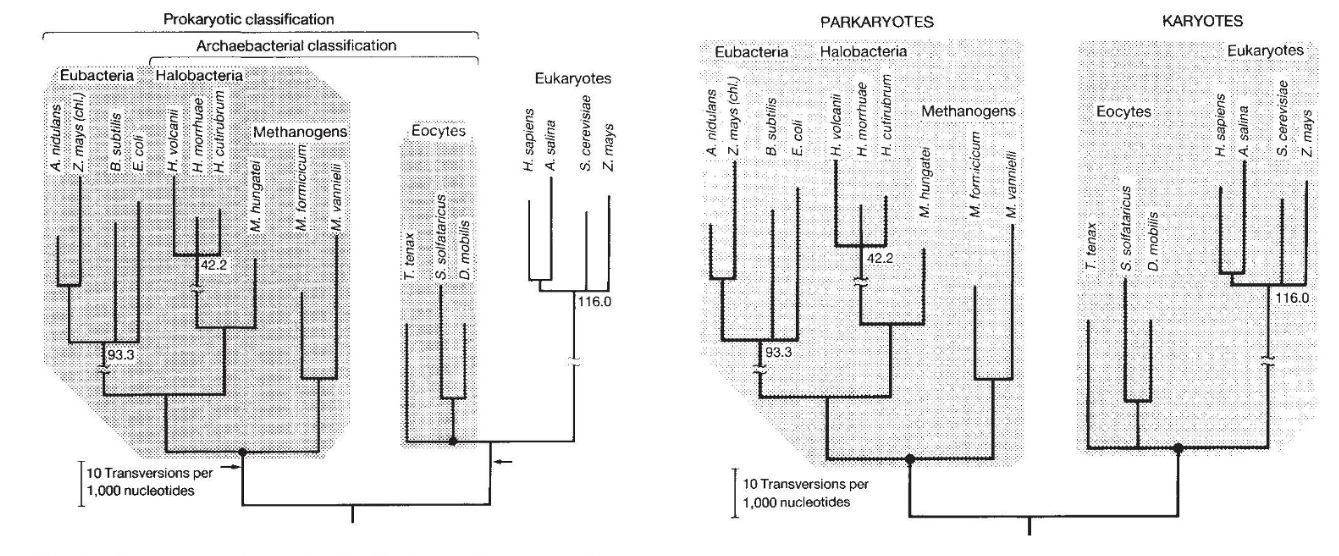 Prokaryotic classification
Archaebacterial classification
Eubacteria
Halobacteria
Methanogens
Eocytes
Eukaryotes
A. nidulans
Z. mays (chl.)
B. subtilis
E. coli
H. volcanii
H. morrhuae
H. cutirubrum
M. hungatei
M. formicicum
M. vannielii
T. tenax
S. solfataricus
D. mobilis
H. sapiens
A. salina
S. cerevisiae
Z. mays
42.2
93.3
116.0
10 Transversions per
1,000 nucleotides
PARKARYOTES
KARYOTES
Eubacteria
Halobacteria
Methanogens
Eocytes
Eukaryotes
A. nidulans
Z. mays (chl.)
B. subtilis
E. coli
H. volcanii
H. morrhuae
H. cutirubrum
M. hungatei
M. formicicum
M. vannielli
T. tenax
S. solfataricus
D. mobilis
H. sapiens
A. salina
S. cerevisiae
Z. mays
42.2
93.3
116.0
10 Transversions per
1,000 nucleotides